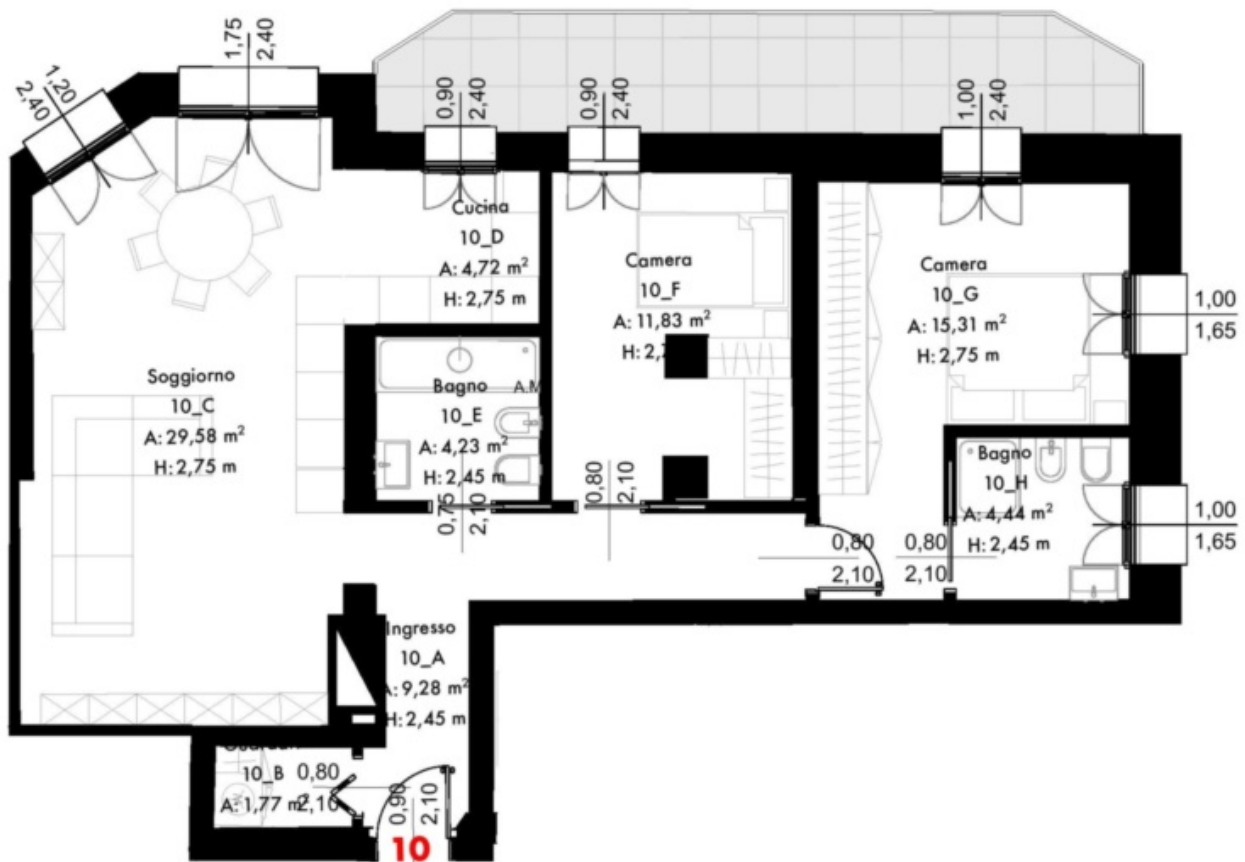 1,20
2,40
1,75
2,40
0,90
2,40
0,90
2,40
1,00
2,40
Cucina
10_D
A: 4,72 m²
H: 2,75 m
Camera
10_F
A: 11,83 m²
Camera
10_G
A: 15,31 m²
H: 2,75 m
1,00
1,65
Soggiorno
10_C
A: 29,58 m²
H: 2,75 m
Bagno
10_E
A: 4,23 m²
H: 2,45 m
0,75
2,10
0,80
2,10
Bagno
10_H
A: 4,44 m²
H: 2,45 m
1,00
1,65
0,80
2,10
0,80
2,10
Ingresso
10_A
A: 9,28 m²
H: 2,45 m
10_B
A: 1,77 m²
0,80
2,10
0,90
2,10
10